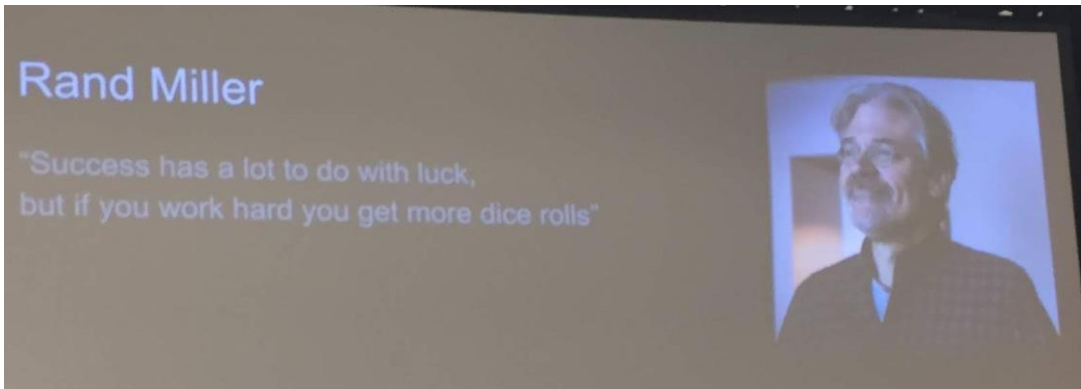 Rand Miller
“Success has a lot to do with luck,
but if you work hard you get more dice rolls”